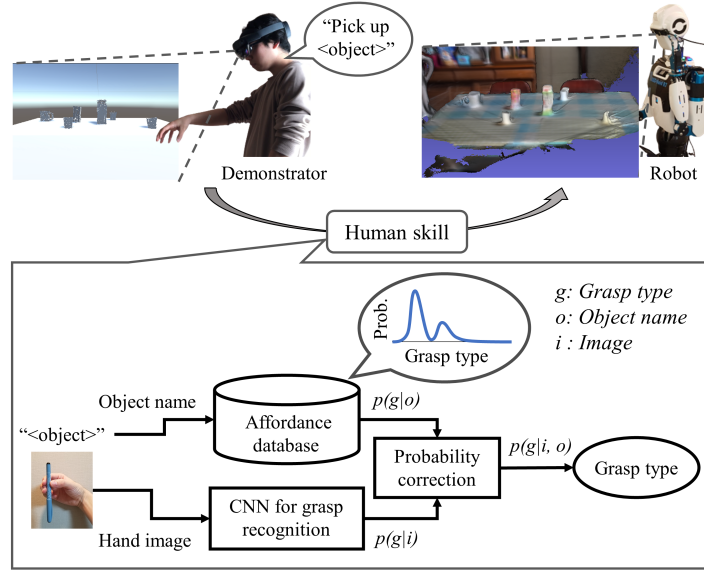 “Pick up
<object>”
Demonstrator
Robot
Human skill
g: Grasp type
o: Object name
i : Image
Prob.
Grasp type
Object name
p(g|o)
“<object>”
Affordance
database
p(g|i, o)
Probability
correction
Grasp type
CNN for grasp
recognition
Hand image
p(g|i)